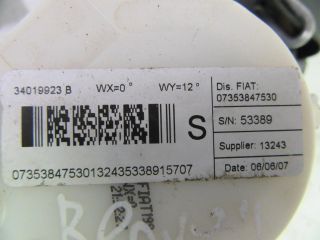 34019923 B WX=0° WY=12°
Dis. FIAT:
07353847530
S
S/N: 53389
Supplier: 13243
Date: 06/06/07
07353847530132435338915707